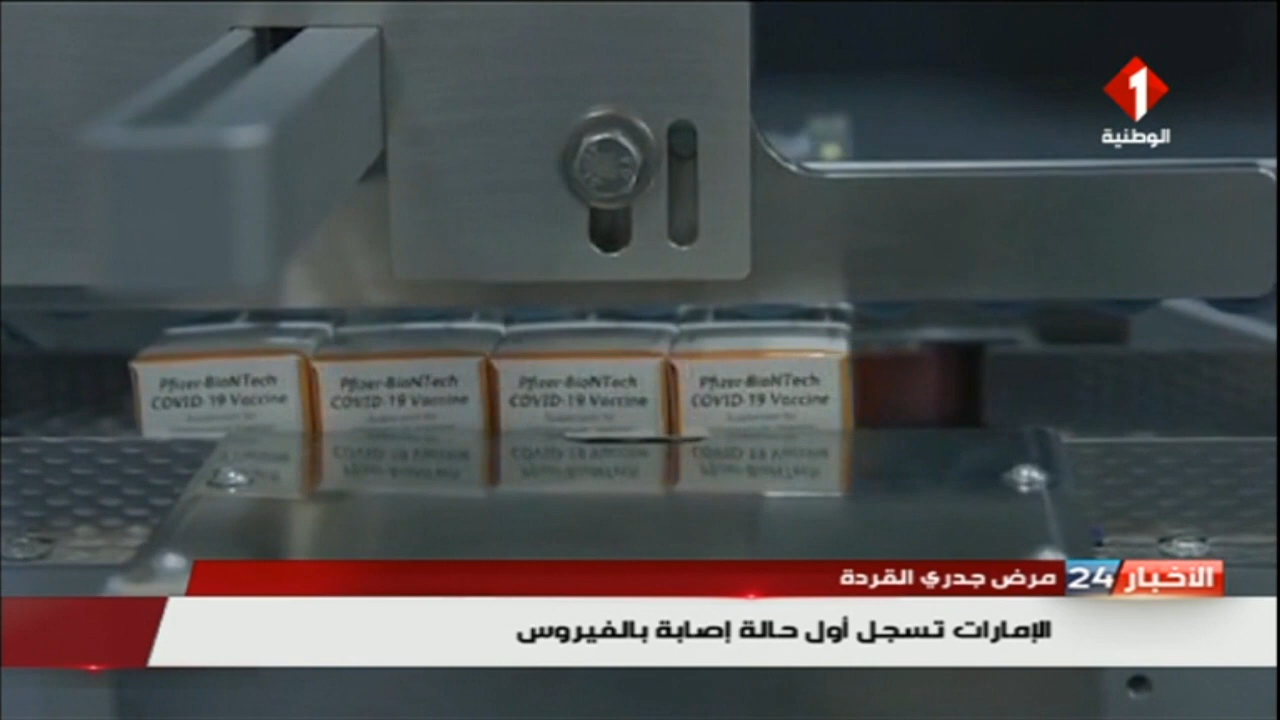 1
الوطنية
Pfizer-BioNTech
COVID-19 Vaccine
Pfizer-BioNTech
COVID-19 Vaccine
Pfizer-BioNTech
COVID-19 Vaccine
Pfizer-BioNTech
COVID-19 Vaccine
الأخبار 24
مرض جدري القردة
الإمارات تسجل أول حالة إصابة بالفيروس